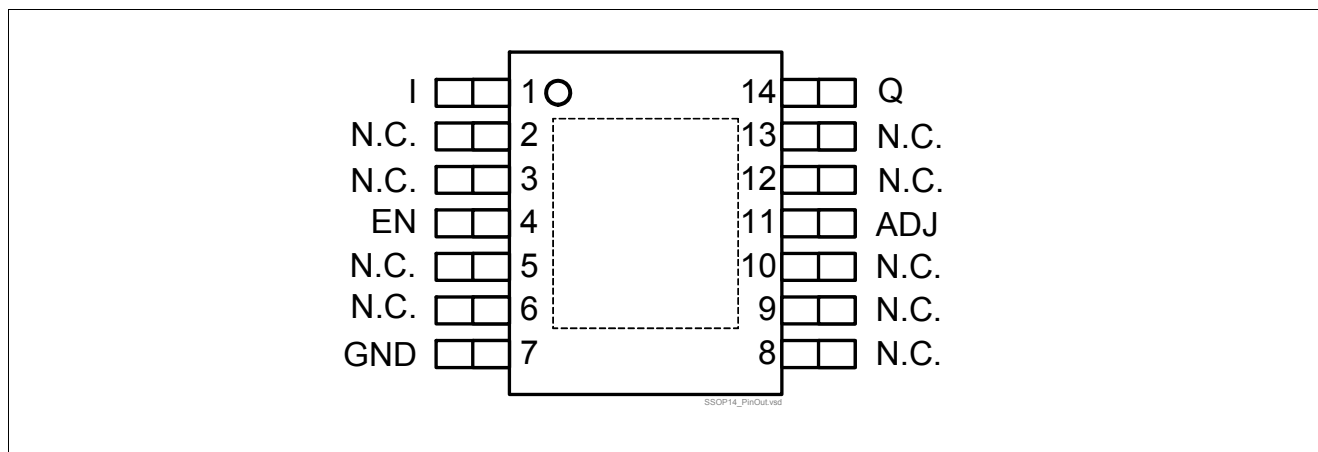 I 1 14 Q
N.C. 2 13 N.C.
N.C. 3 12 N.C.
EN 4 11 ADJ
N.C. 5 10 N.C.
N.C. 6 9 N.C.
GND 7 8 N.C.
SSOP14_PinOut.vsd